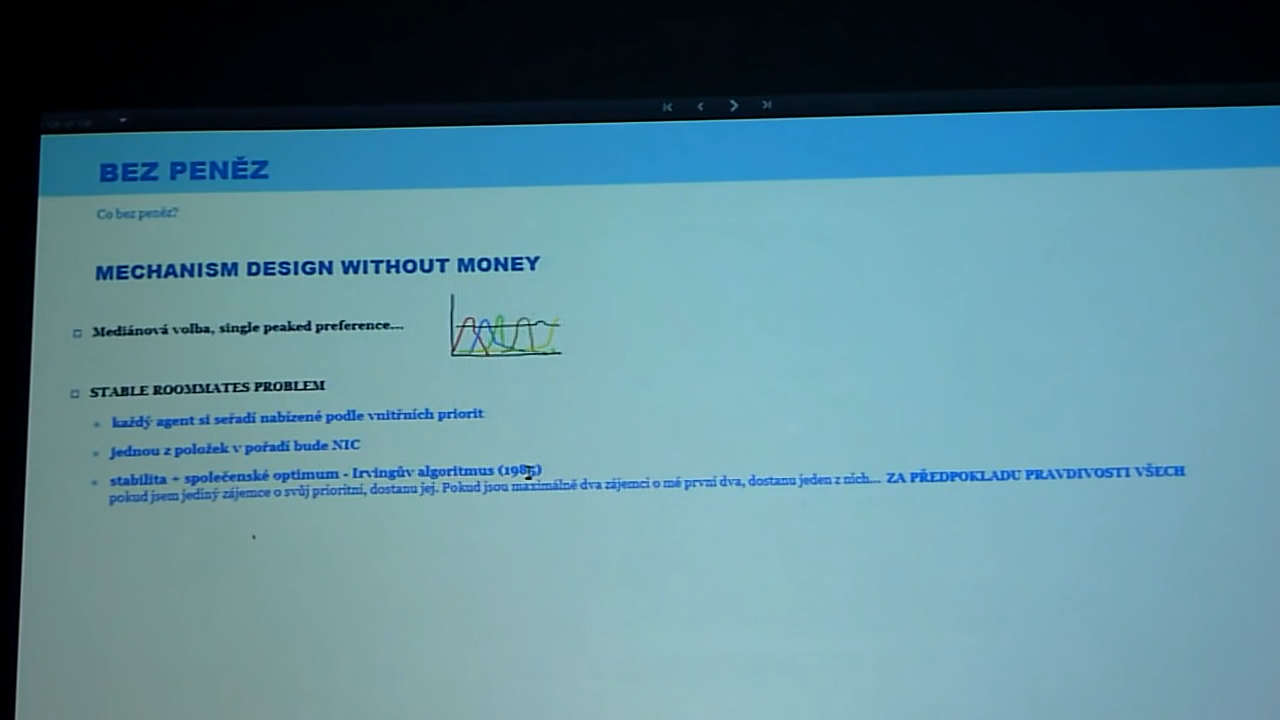 BEZ PENĚZ
Co bez peněz?
MECHANISM DESIGN WITHOUT MONEY
Mediánová volba, single peaked preference...
STABLE ROOMMATES PROBLEM
každý agent si seřadí nabízené podle vnitřních priorit
Jednou z položek v pořadí bude NIC
stabilita + společenské optimum - Irvingův algoritmus (1985)
pokud jsem jediný zájemce o svůj prioritní, dostanu jej. Pokud jsou maximálně dva zájemci o mé první dva, dostanu jeden z nich... ZA PŘEDPOKLADU PRAVDIVOSTI VŠECH